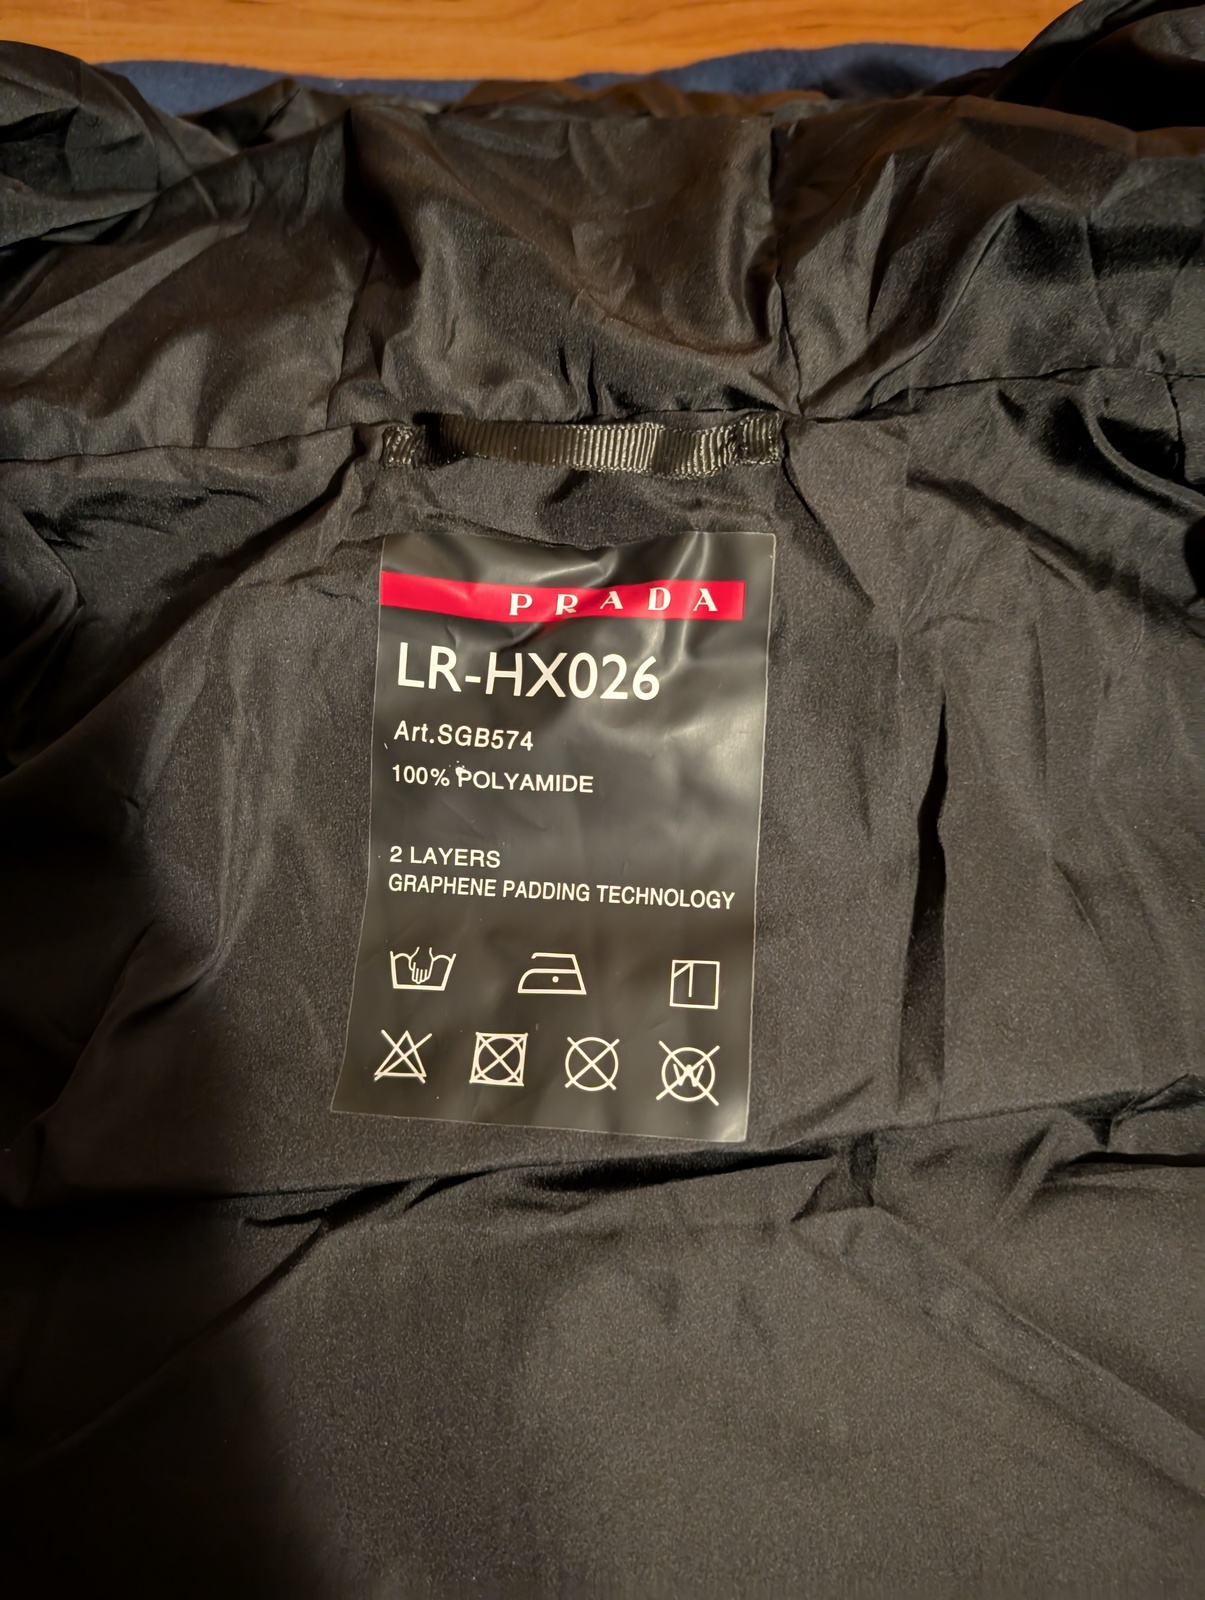 PRADA
LR-HX026
Art.SGB574
100% POLYAMIDE
2 LAYERS
GRAPHENE PADDING TECHNOLOGY
W